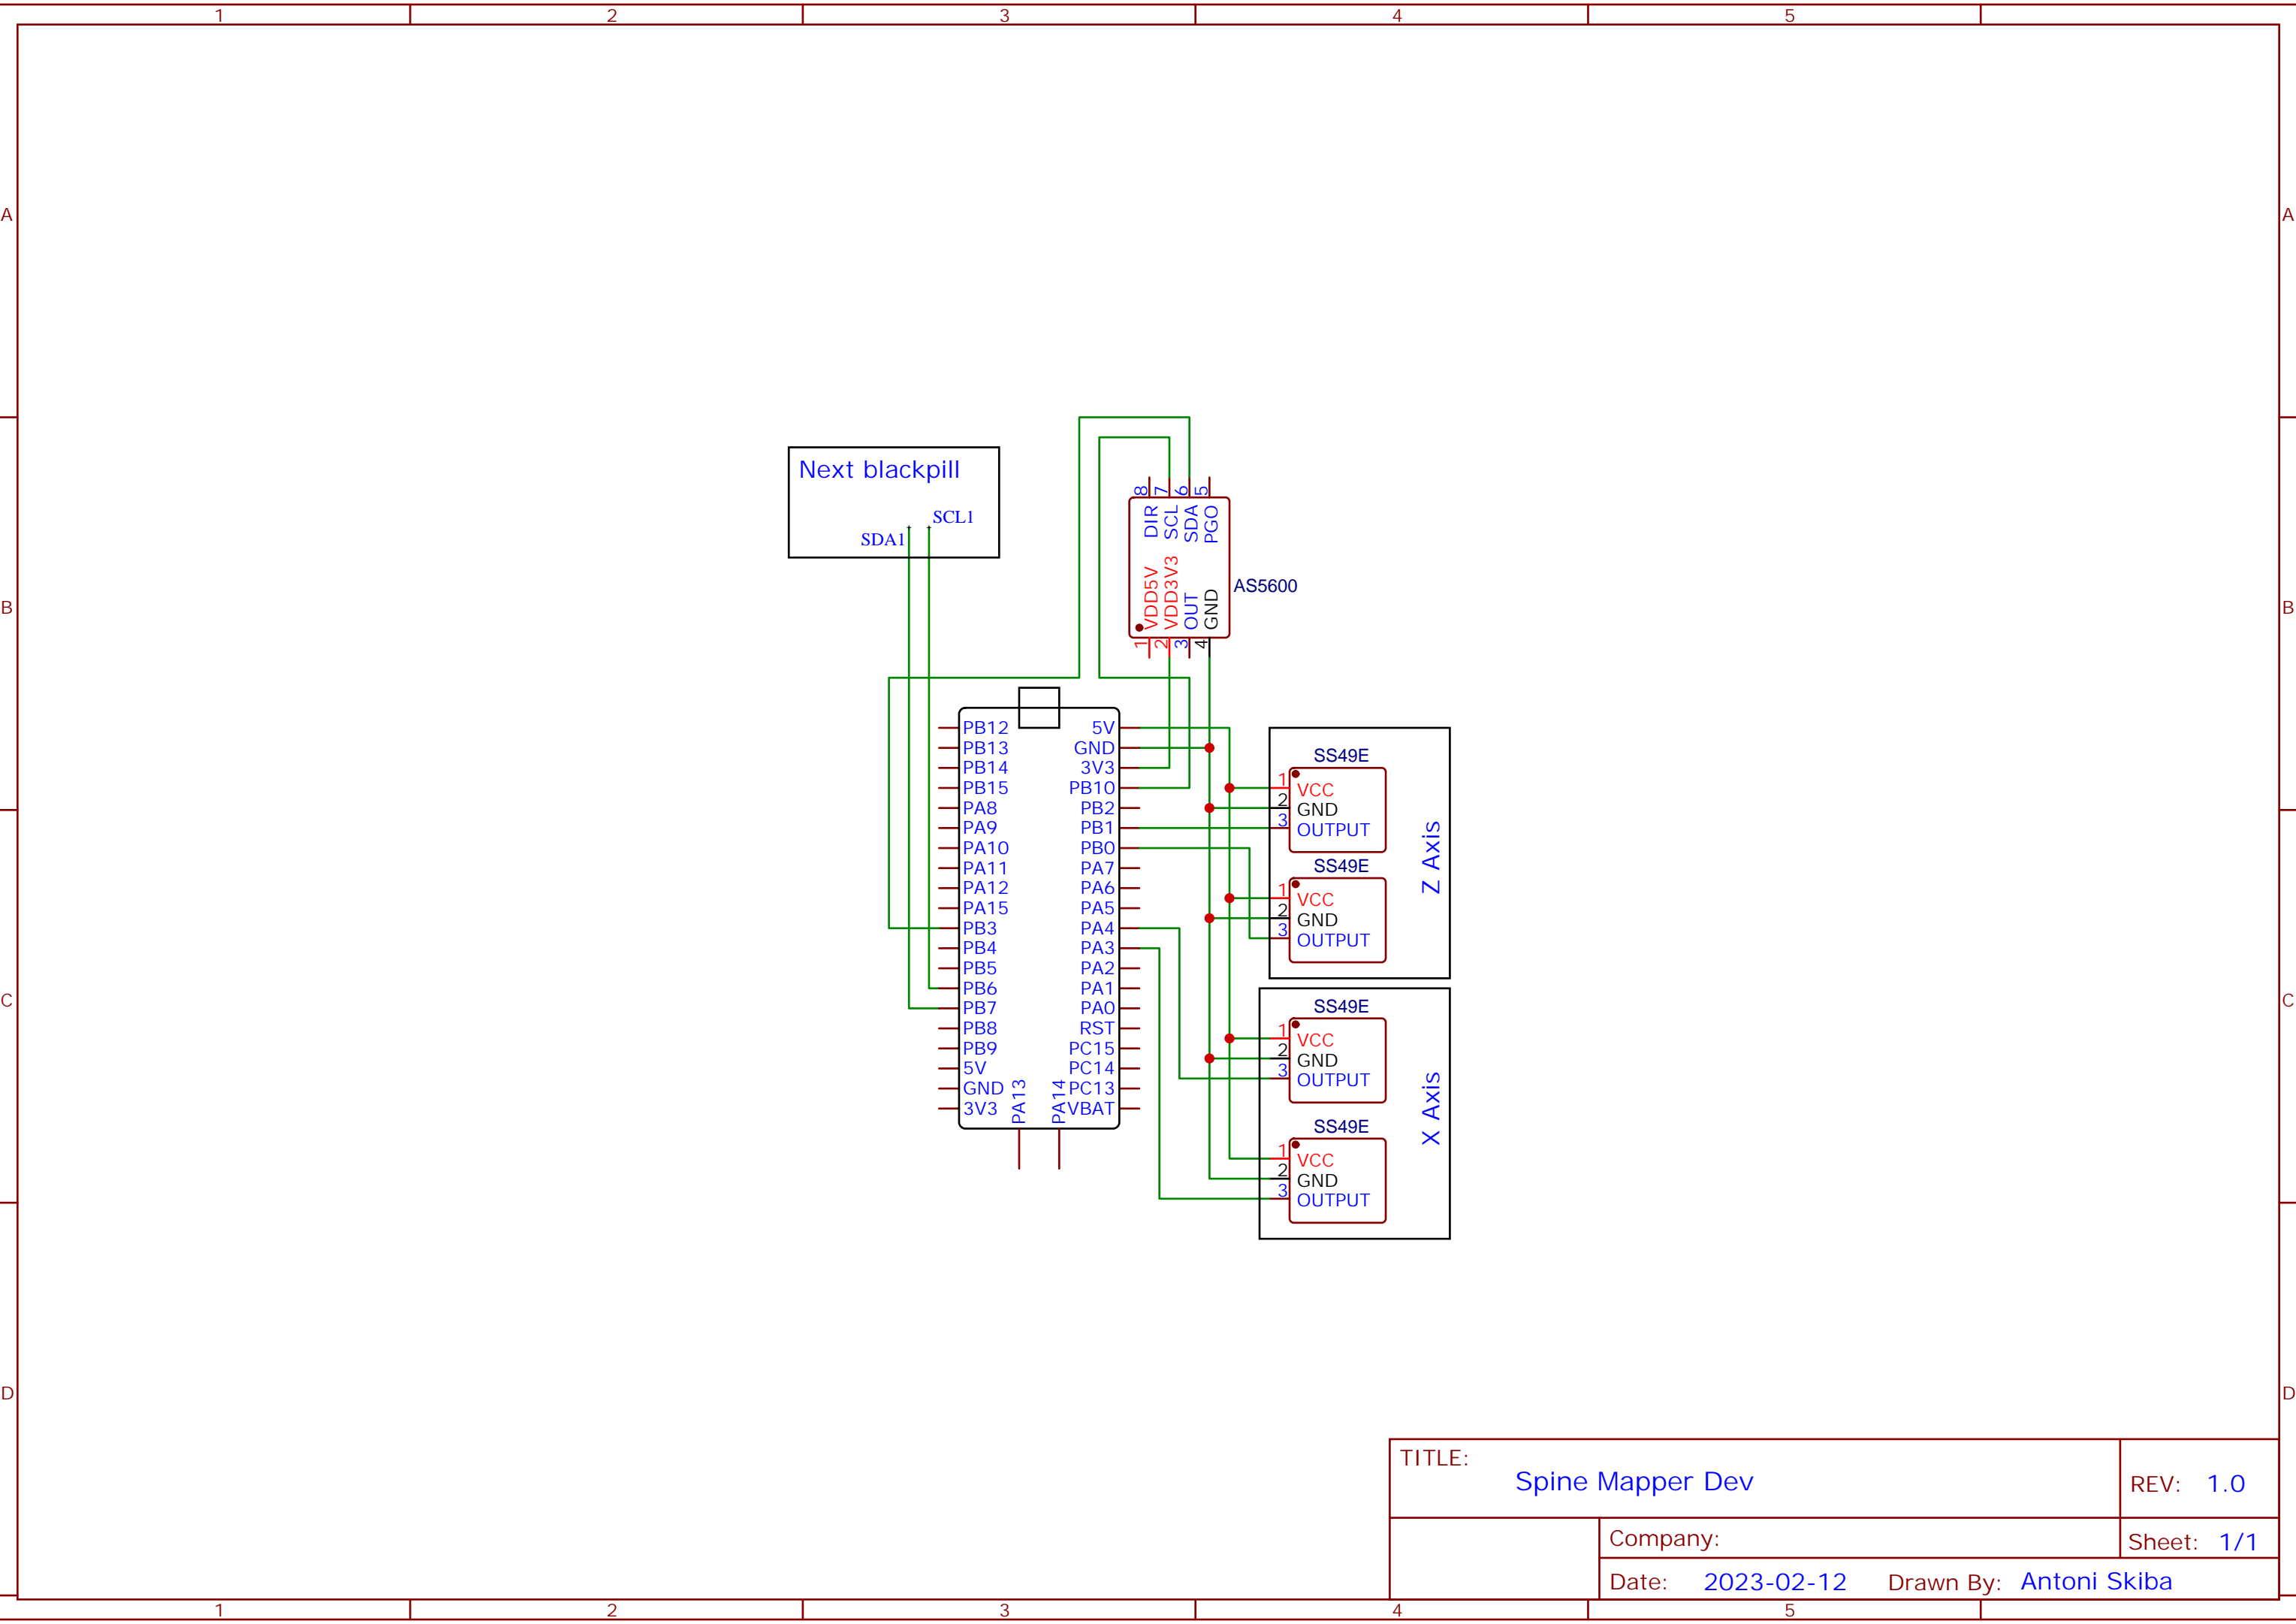 1 2 3 4 5
A A
B B
C C
D D
Next blackpill
SCL1
SDA1
8 7 6 5
DIR SCL SDA PGO
VDD5V VDD3V3 OUT GND
1 2 3 4
AS5600
PB12 5V
PB13 GND
PB14 3V3
PB15 PB10
PA8 PB2
PA9 PB1
PA10 PB0
PA11 PA7
PA12 PA6
PA15 PA5
PB3 PA4
PB4 PA3
PB5 PA2
PB6 PA1
PB7 PA0
PB8 RST
PB9 PC15
5V PC14
GND PC13
3V3 VBAT
PA13 PA14
SS49E
1 VCC
2 GND
3 OUTPUT
SS49E
1 VCC
2 GND
3 OUTPUT
Z Axis
SS49E
1 VCC
2 GND
3 OUTPUT
SS49E
1 VCC
2 GND
3 OUTPUT
X Axis
TITLE:
Spine Mapper Dev
REV: 1.0
Company:
Sheet: 1/1
Date: 2023-02-12 Drawn By: Antoni Skiba
1 2 3 4 5